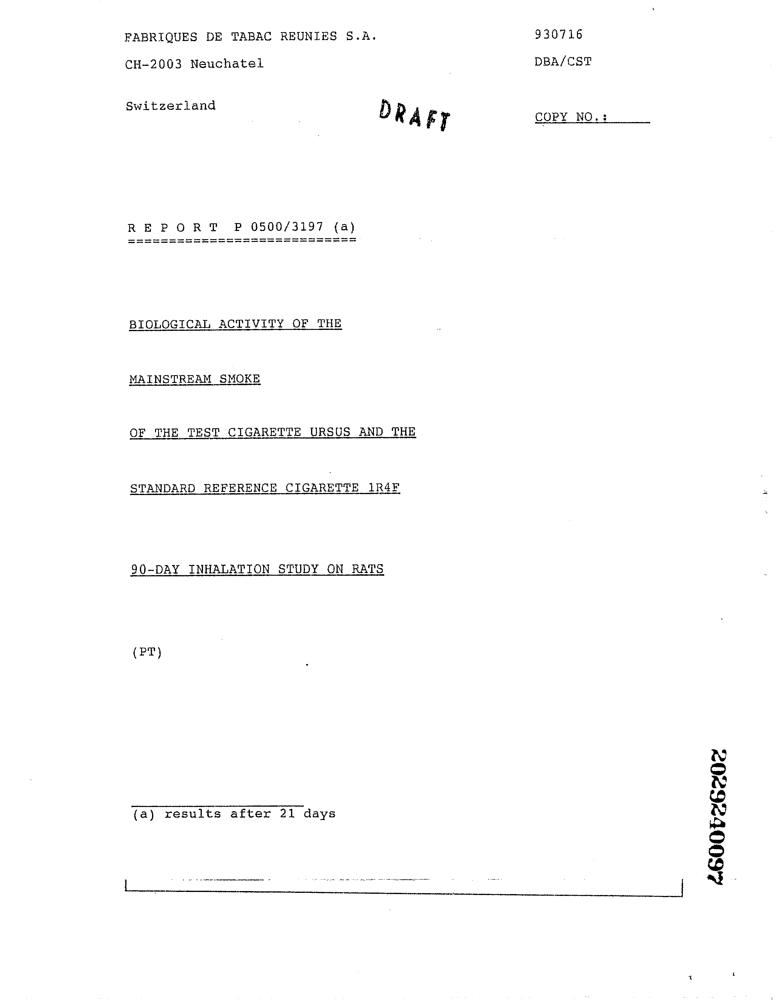 FABRIQUES DE TABAC REUNIES S.A.
930716
CH-2003 Neuchatel
DBA/CST
Switzerland
DRAFT
COPY NO.:
R E P O R T P 0500/3197 (a)
============================
BIOLOGICAL ACTIVITY OF THE
MAINSTREAM SMOKE
OF THE TEST CIGARETTE URSUS AND THE
STANDARD REFERENCE CIGARETTE 1R4F
90-DAY INHALATION STUDY ON RATS
(PT)
(a) results after 21 days
2029240097